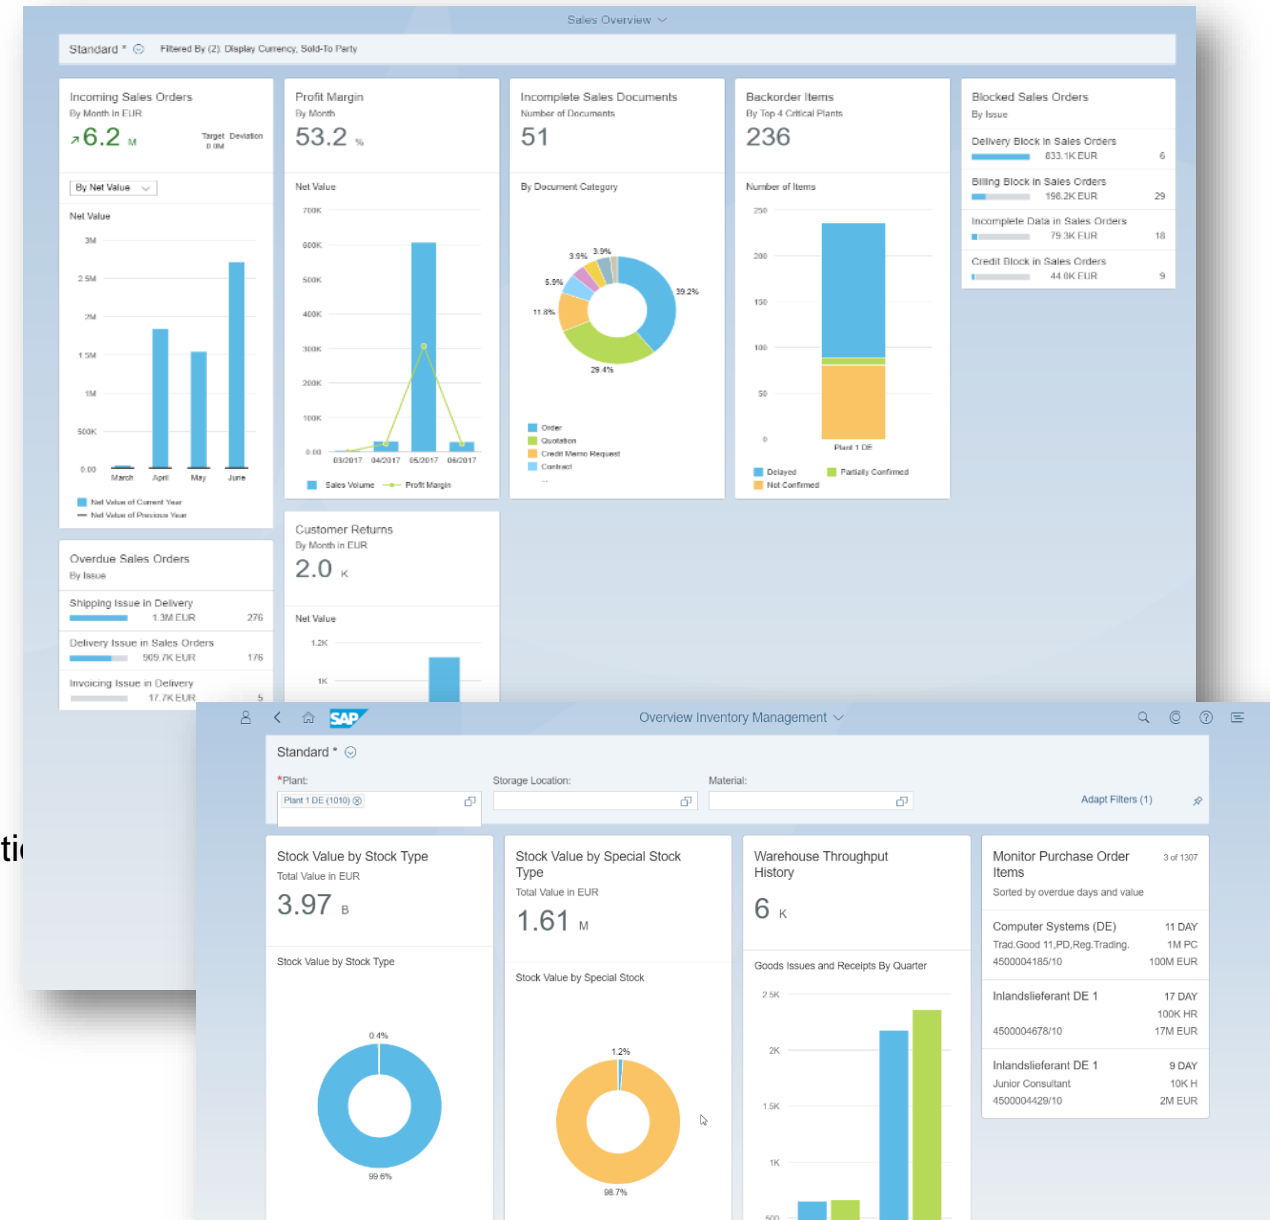 Sales Overview
Standard *
Filtered By (2): Display Currency, Sold-To Party
Incoming Sales Orders
By Month in EUR
6.2 M
Target Deviation
0.0M
By Net Value
Net Value
3M
2.5M
2M
1.5M
1M
500K
0.00
March April May June
Net Value of Current Year
Net Value of Previous Year
Profit Margin
By Month
53.2 %
Net Value
700K
600K
500K
400K
300K
200K
100K
0.00
03/2017 04/2017 05/2017 06/2017
Sales Volume Profit Margin
Incomplete Sales Documents
Number of Documents
51
By Document Category
3.9% 3.9%
5.9%
39.2%
11.8%
29.4%
Order
Quotation
Credit Memo Request
Contract
...
Backorder Items
By Top 4 Critical Plants
236
Number of Items
250
200
150
100
50
0
Plant 1 DE
Delayed Partially Confirmed
Not Confirmed
Blocked Sales Orders
By Issue
Delivery Block in Sales Orders
833.1K EUR 6
Billing Block in Sales Orders
196.2K EUR 29
Incomplete Data in Sales Orders
79.3K EUR 18
Credit Block in Sales Orders
44.0K EUR 9
Overdue Sales Orders
By Issue
Shipping Issue in Delivery
1.3M EUR 276
Delivery Issue in Sales Orders
909.7K EUR 176
Invoicing Issue in Delivery
17.7K EUR 5
Customer Returns
By Month in EUR
2.0 K
Net Value
1.2K
1K
SAP
Overview Inventory Management
Standard *
*Plant:
Plant 1 DE (1010)
Storage Location:
Material:
Adapt Filters (1)
Stock Value by Stock Type
Total Value in EUR
3.97 B
Stock Value by Stock Type
0.4%
99.6%
Stock Value by Special Stock
Type
Total Value in EUR
1.61 M
Stock Value by Special Stock
1.2%
98.7%
Warehouse Throughput
History
6 K
Goods Issues and Receipts By Quarter
2.5K
2K
1.5K
1K
500
Monitor Purchase Order
Items
3 of 1307
Sorted by overdue days and value
Computer Systems (DE) 11 DAY
Trad.Good 11,PD,Reg.Trading. 1M PC
4500004185/10 100M EUR
Inlandslieferant DE 1 17 DAY
100K HR
4500004678/10 17M EUR
Inlandslieferant DE 1 9 DAY
Junior Consultant 10K H
4500004429/10 2M EUR